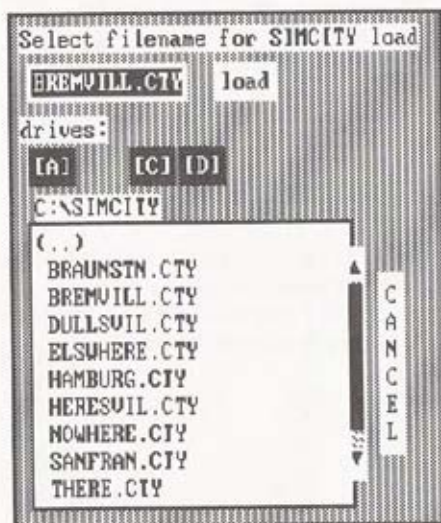 Select filename for SIMCITY load
BREMVILL.CTY load
drives:
[A] [C] [D]
C:\SIMCITY
(..)
BRAUNSTN.CTY
BREMVILL.CTY
DULLSVIL.CTY
ELSWHERE.CTY
HAMBURG.CTY
HERESVIL.CTY
NOWHERE.CTY
SANFRAN.CTY
THERE.CTY
CANCEL